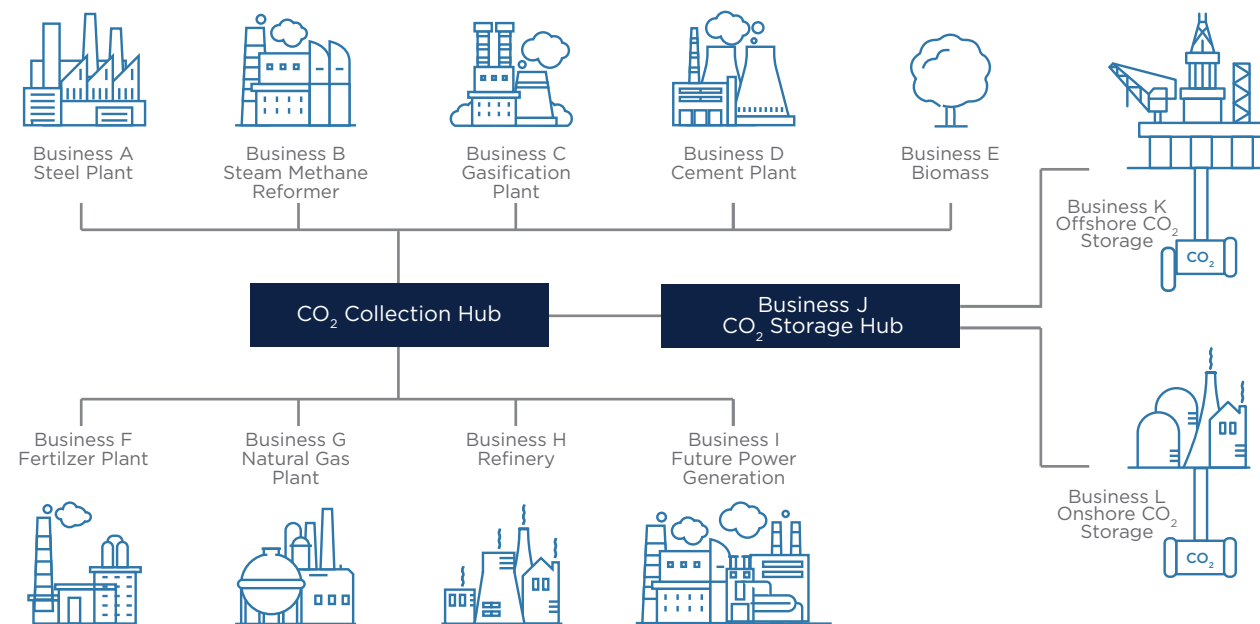 Business A
Steel Plant
Business B
Steam Methane
Reformer
Business C
Gasification
Plant
Business D
Cement Plant
Business E
Biomass
Business K
Offshore CO₂
Storage
CO₂
CO₂ Collection Hub
Business J
CO₂ Storage Hub
Business F
Fertilzer Plant
Business G
Natural Gas
Plant
Business H
Refinery
Business I
Future Power
Generation
Business L
Onshore CO₂
Storage
CO₂